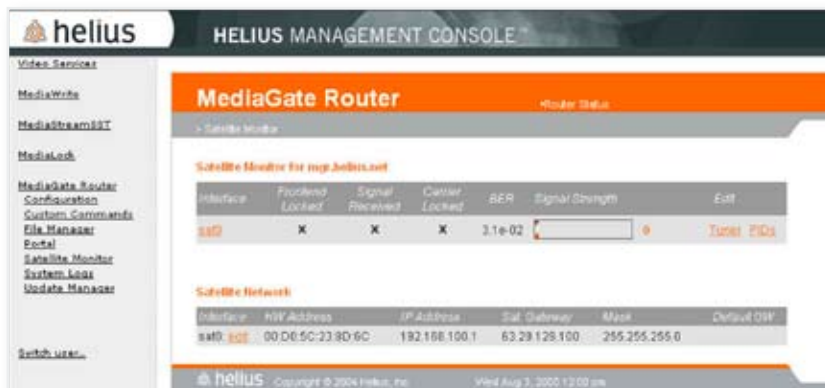 helius
HELIUS MANAGEMENT CONSOLE™
Video Services
MediaWrite
MediaStreamSST
MediaLock
MediaGate Router
Configuration
Custom Commands
File Manager
Portal
Satellite Monitor
System Logs
Update Manager
Switch user...
MediaGate Router
•Router Status
> Satellite Monitor
Satellite Monitor for mgr.helius.net
Interface Frontend Locked Signal Received Carrier Locked BER Signal Strength Edit
sat0 x x x 3.1e-02 0 Tuner PIDs
Satellite Network
Interface HW Address IP Address Sat. Gateway Mask Default GW
sat0: edit 00:D0:5C:23:9D:6C 192.168.100.1 63.29.129.100 255.255.255.0
helius Copyright © 2004 Helius, Inc. Wed Aug 3, 2000 12:00 pm